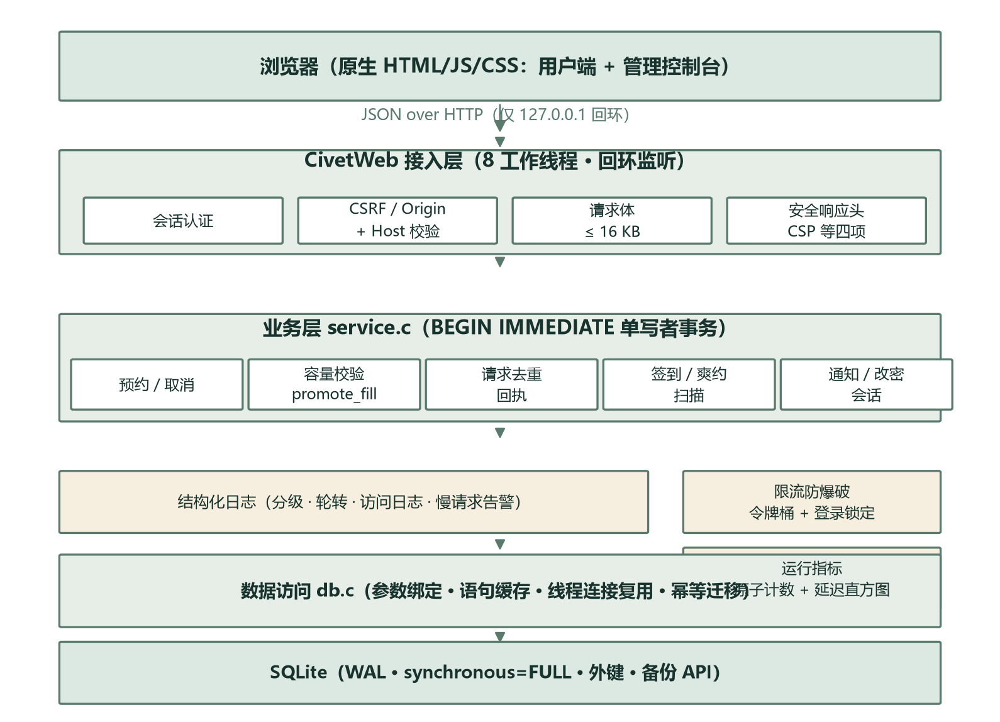 浏览器（原生 HTML/JS/CSS：用户端 + 管理控制台）
JSON over HTTP（仅 127.0.0.1 回环）
CivetWeb 接入层（8 工作线程 • 回环监听）
会话认证
CSRF / Origin
+ Host 校验
请求体
≤ 16 KB
安全响应头
CSP 等四项
业务层 service.c（BEGIN IMMEDIATE 单写者事务）
预约 / 取消
容量校验
promote_fill
请求去重
回执
签到 / 爽约
扫描
通知 / 改密
会话
结构化日志（分级 · 轮转 · 访问日志 · 慢请求告警）
限流防爆破
令牌桶 + 登录锁定
运行指标
原子计数 + 延迟直方图
数据访问 db.c（参数绑定 • 语句缓存 • 线程连接复用 • 幂等迁移）
SQLite（WAL • synchronous=FULL • 外键 • 备份 API）